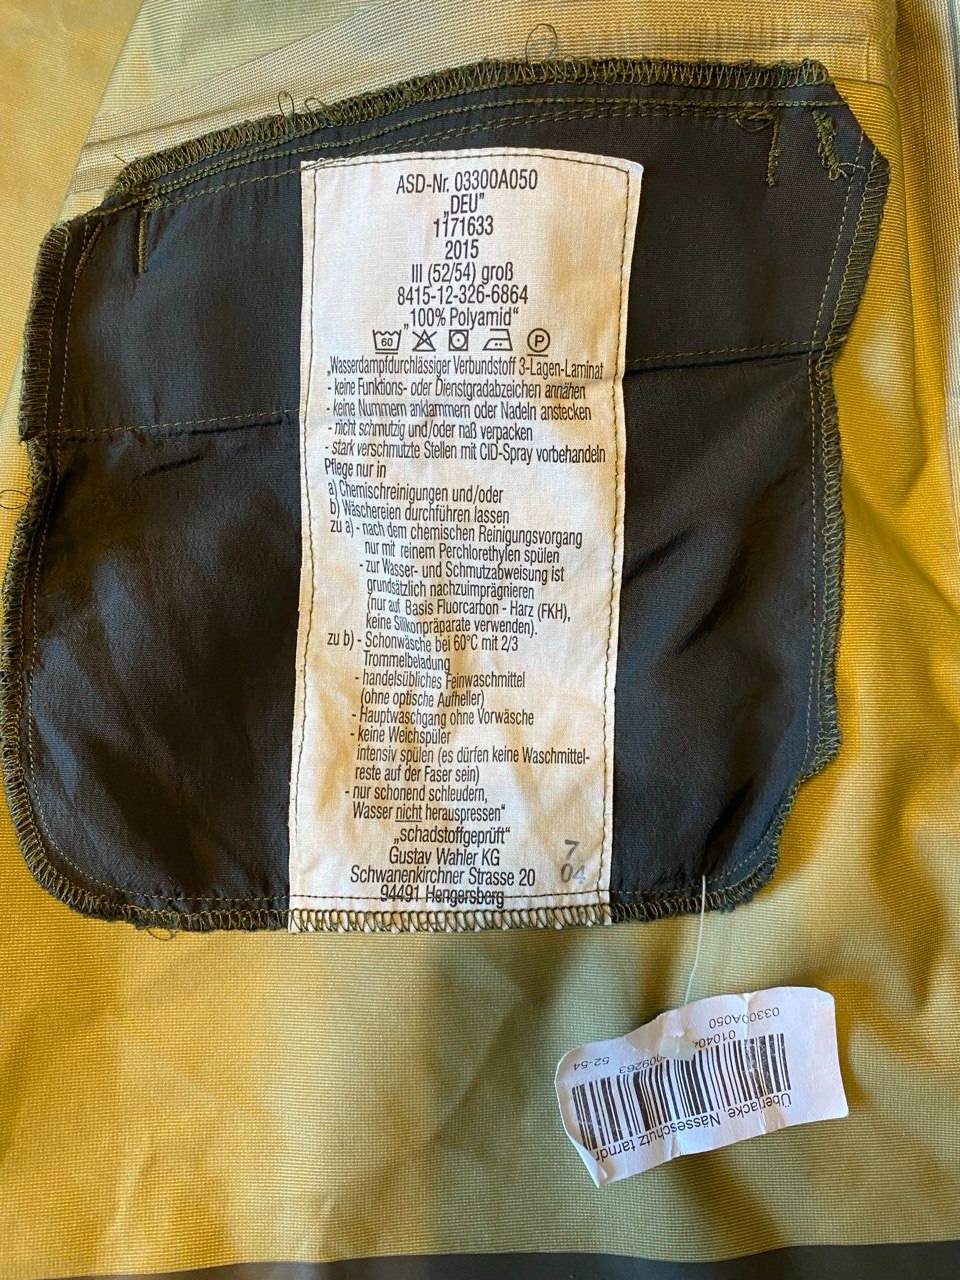 ASD-Nr. 03300A050
„DEU"
1171633
2015
III (52/54) groß
8415-12-326-6864
„100% Polyamid"
60 P
„Wasserdampfdurchlässiger Verbundstoff 3-Lagen-Laminat
- keine Funktions- oder Dienstgradabzeichen annähen
- keine Nummern anklammern oder Nadeln anstecken
- nicht schmutzig und/oder naß verpacken
- stark verschmutzte Stellen mit CID-Spray vorbehandeln
Pflege nur in
a) Chemischreinigungen und/oder
b) Wäschereien durchführen lassen
zu a) - nach dem chemischen Reinigungsvorgang
nur mit reinem Perchlorethylen spülen
- zur Wasser- und Schmutzabweisung ist
grundsätzlich nachzuimprägnieren
(nur auf Basis Fluorcarbon - Harz (FKH),
keine Silikonpräparate verwenden).
zu b) - Schonwäsche bei 60°C mit 2/3
Trommelbeladung
- handelsübliches Feinwaschmittel
(ohne optische Aufheller)
- Hauptwaschgang ohne Vorwäsche
- keine Weichspüler
intensiv spülen (es dürfen keine Waschmittel-
reste auf der Faser sein)
- nur schonend schleudern,
Wasser nicht herauspressen"
„schadstoffgeprüft"
Gustav Wahler KG
Schwanenkirchner Strasse 20
94491 Hengersberg
7
04
Überjacke, Nässeschutz tarndr
52-54
03300A050